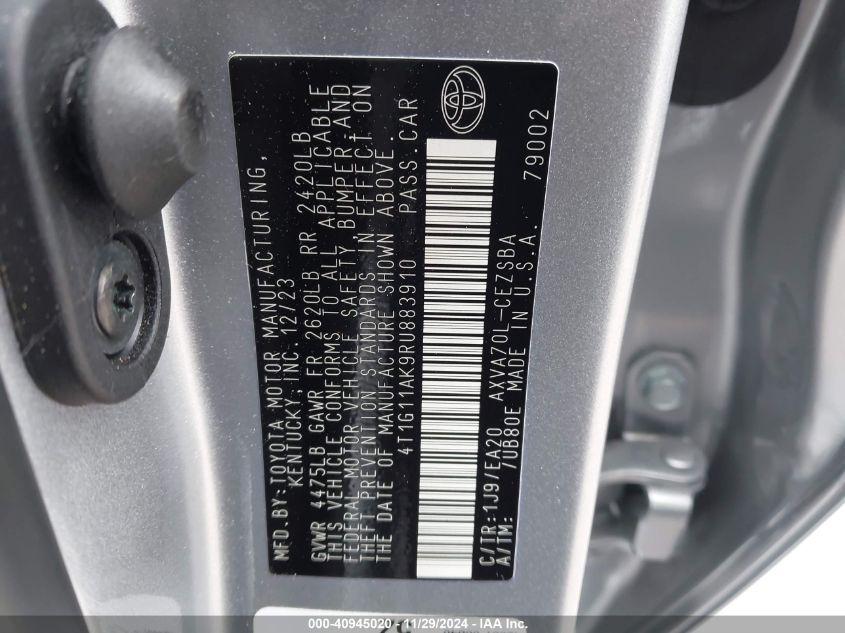 MFD.BY:TOYOTA MOTOR MANUFACTURING,
KENTUCKY, INC. 12/23
GVWR 4475LB GAWR FR 2620LB RR 2420LB
THIS VEHICLE CONFORMS TO ALL APPLICABLE
FEDERAL MOTOR VEHICLE SAFETY, BUMPER, AND
THEFT PREVENTION STANDARDS IN EFFECT ON
THE DATE OF MANUFACTURE SHOWN ABOVE.
4T1G11AK9RU883910 PASS.CAR
C/TR:1J9/EA20 AXVA70L-CEZSBA
A/TM: /UB80E MADE IN U.S.A.
79002
000-40945020 — 11/29/2024 — IAA Inc.